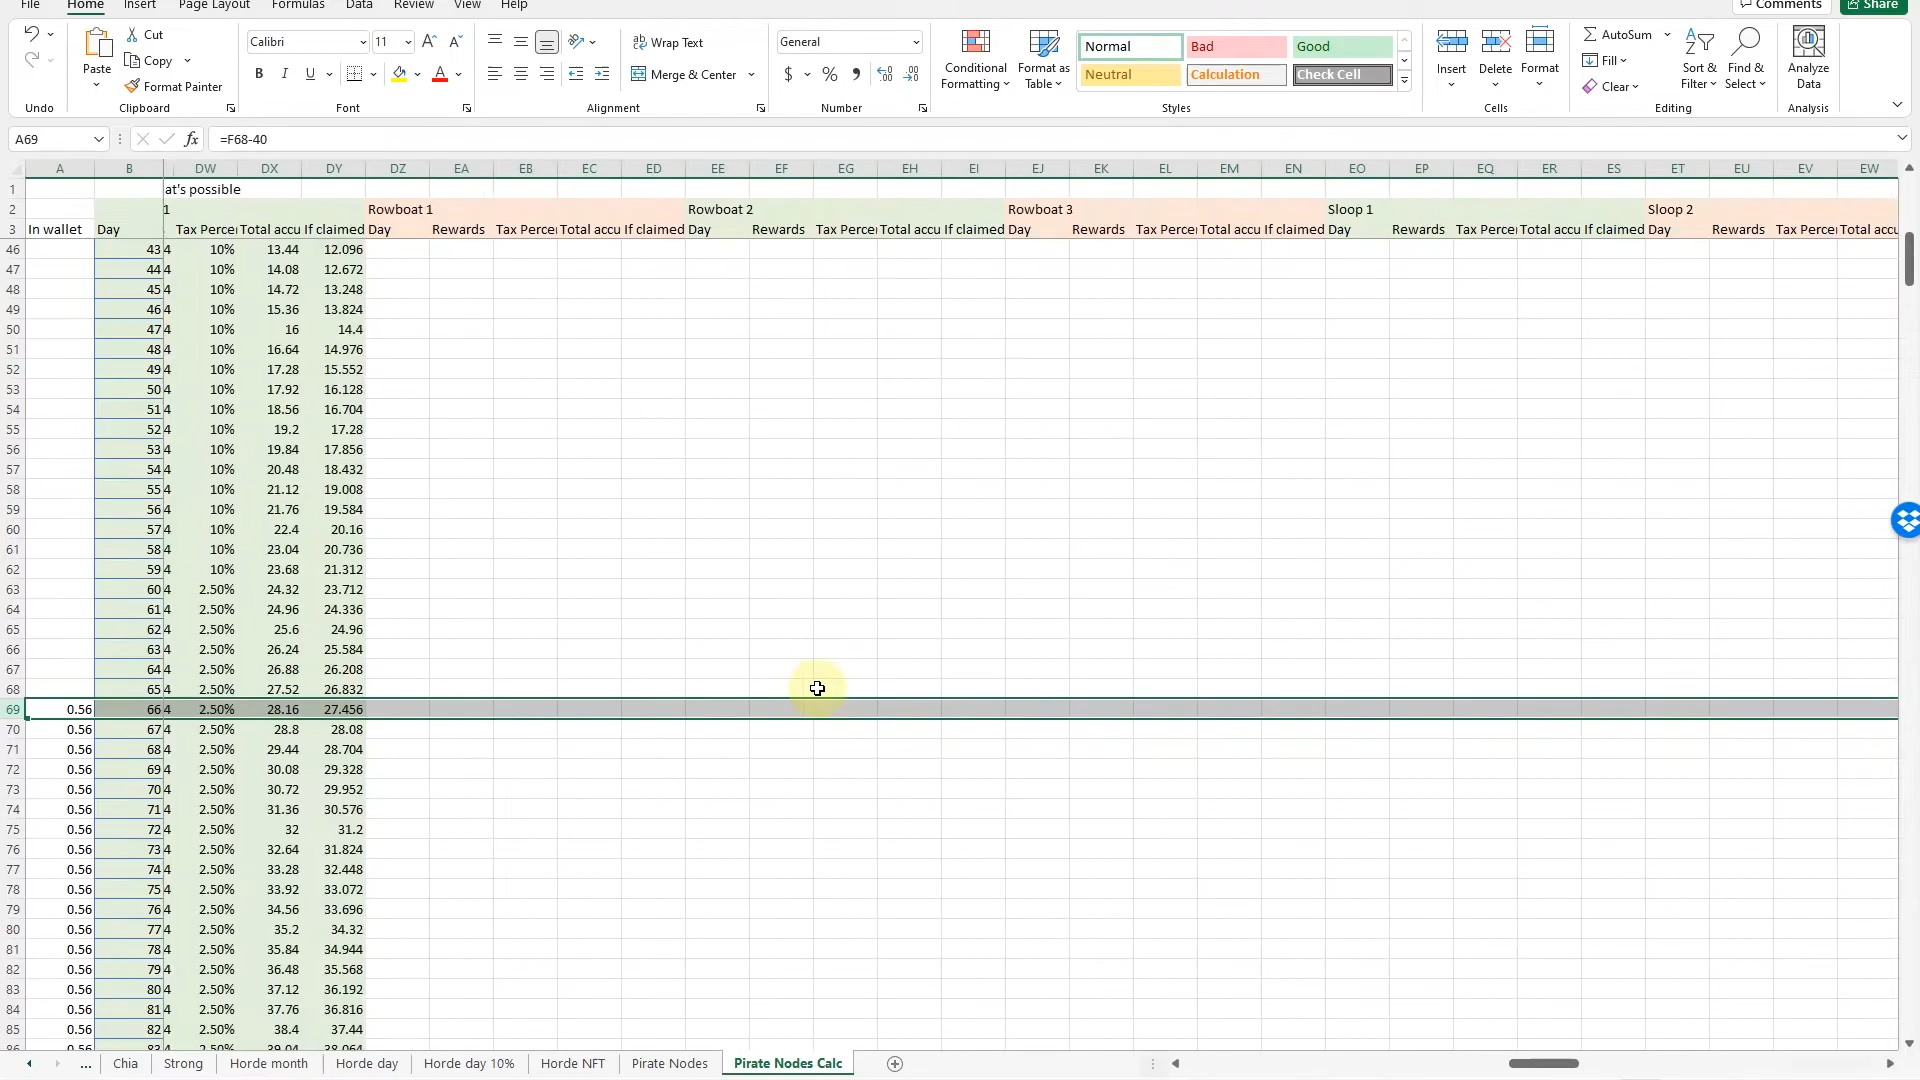 File Home Insert Page Layout Formulas Data Review View Help Comments Share
Cut Calibri 11 Wrap Text General Normal Bad Good AutoSum
Paste Copy Conditional Formatting Format as Table Insert Delete Format Fill Sort & Filter Find & Select Analyze Data
Format Painter B I U Merge & Center $ % Neutral Calculation Check Cell Clear
Undo Clipboard Font Alignment Number Styles Cells Editing Analysis
A69 fx =F68-40
A B DW DX DY DZ EA EB EC ED EE EF EG EH EI EJ EK EL EM EN EO EP EQ ER ES ET EU EV EW
1 at's possible
2 1 Rowboat 1 Rowboat 2 Rowboat 3 Sloop 1 Sloop 2
3 In wallet Day Tax Percei Total accu If claimed Day Rewards Tax Percei Total accu If claimed Day Rewards Tax Percei Total accu If claimed Day Rewards Tax Percei Total accu If claimed Day Rewards Tax Percei Total accu If claimed Day Rewards Tax Percei Total accu
46 43 4 10% 13.44 12.096
47 44 4 10% 14.08 12.672
48 45 4 10% 14.72 13.248
49 46 4 10% 15.36 13.824
50 47 4 10% 16 14.4
51 48 4 10% 16.64 14.976
52 49 4 10% 17.28 15.552
53 50 4 10% 17.92 16.128
54 51 4 10% 18.56 16.704
55 52 4 10% 19.2 17.28
56 53 4 10% 19.84 17.856
57 54 4 10% 20.48 18.432
58 55 4 10% 21.12 19.008
59 56 4 10% 21.76 19.584
60 57 4 10% 22.4 20.16
61 58 4 10% 23.04 20.736
62 59 4 10% 23.68 21.312
63 60 4 2.50% 24.32 23.712
64 61 4 2.50% 24.96 24.336
65 62 4 2.50% 25.6 24.96
66 63 4 2.50% 26.24 25.584
67 64 4 2.50% 26.88 26.208
68 65 4 2.50% 27.52 26.832
69 0.56 66 4 2.50% 28.16 27.456
70 0.56 67 4 2.50% 28.8 28.08
71 0.56 68 4 2.50% 29.44 28.704
72 0.56 69 4 2.50% 30.08 29.328
73 0.56 70 4 2.50% 30.72 29.952
74 0.56 71 4 2.50% 31.36 30.576
75 0.56 72 4 2.50% 32 31.2
76 0.56 73 4 2.50% 32.64 31.824
77 0.56 74 4 2.50% 33.28 32.448
78 0.56 75 4 2.50% 33.92 33.072
79 0.56 76 4 2.50% 34.56 33.696
80 0.56 77 4 2.50% 35.2 34.32
81 0.56 78 4 2.50% 35.84 34.944
82 0.56 79 4 2.50% 36.48 35.568
83 0.56 80 4 2.50% 37.12 36.192
84 0.56 81 4 2.50% 37.76 36.816
85 0.56 82 4 2.50% 38.4 37.44
86 0.56 83 4 2.50% 39.04 38.064
... Chia Strong Horde month Horde day Horde day 10% Horde NFT Pirate Nodes Pirate Nodes Calc